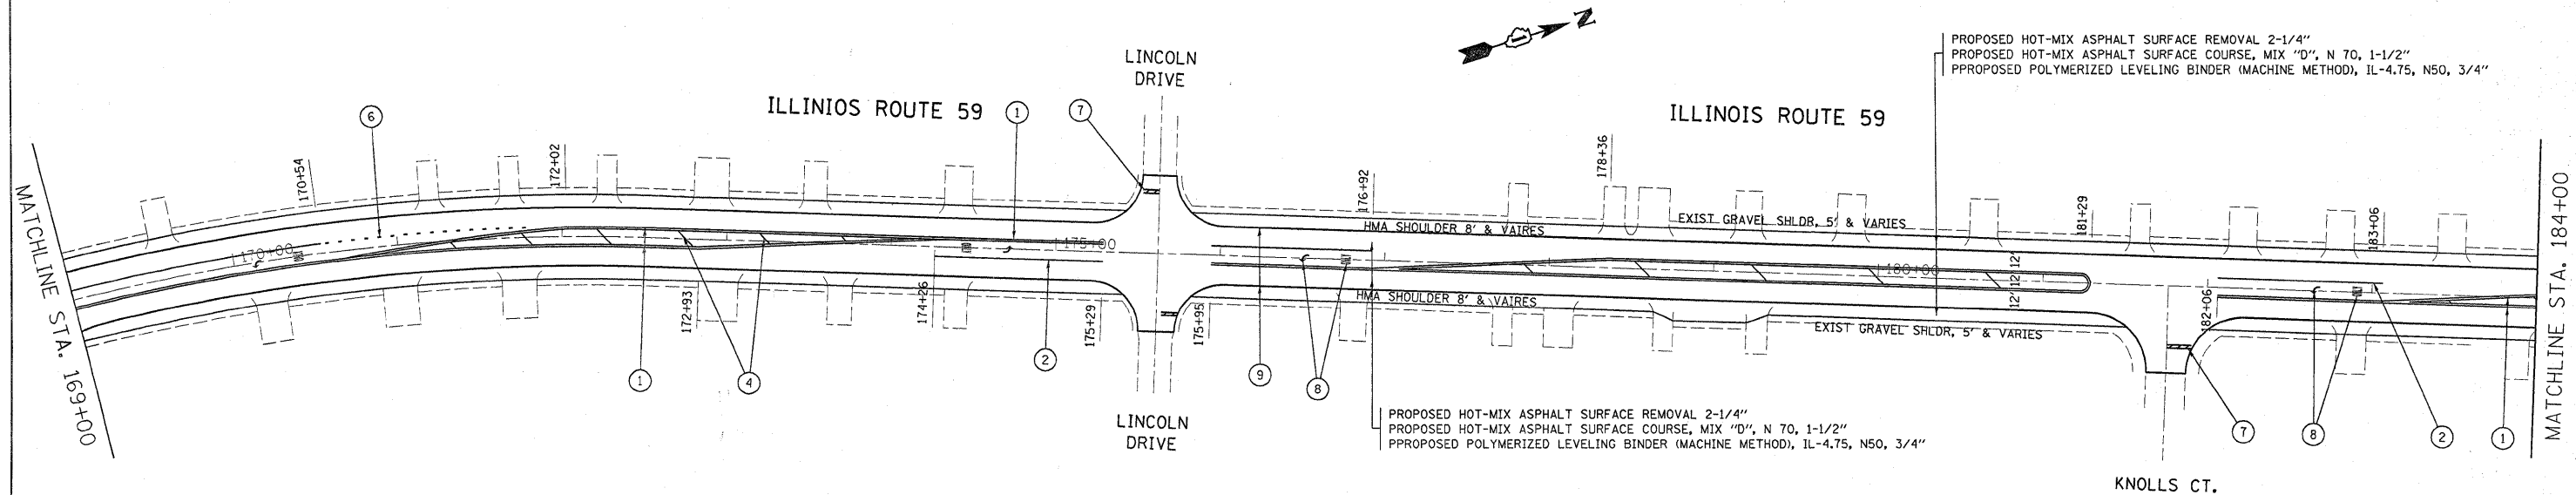 N
PROPOSED HOT-MIX ASPHALT SURFACE REMOVAL 2-1/4"
PROPOSED HOT-MIX ASPHALT SURFACE COURSE, MIX "D", N 70, 1-1/2"
PPROPOSED POLYMERIZED LEVELING BINDER (MACHINE METHOD), IL-4.75, N50, 3/4"
LINCOLN
DRIVE
ILLINIOS ROUTE 59
ILLINOIS ROUTE 59
6
1
7
170+54
172+02
176+92
178+36
181+29
183+06
MATCHLINE STA. 169+00
MATCHLINE STA. 184+00
HMA SHOULDER 8' & VAIRES
EXIST GRAVEL SHLDR, 5' & VARIES
170+00
175+00
180+00
12'
12'
12'
HMA SHOULDER 8' & VAIRES
EXIST GRAVEL SHLDR, 5' & VARIES
172+93
174+26
175+29
175+95
182+06
1
4
2
9
8
7
8
2
1
LINCOLN
DRIVE
PROPOSED HOT-MIX ASPHALT SURFACE REMOVAL 2-1/4"
PROPOSED HOT-MIX ASPHALT SURFACE COURSE, MIX "D", N 70, 1-1/2"
PPROPOSED POLYMERIZED LEVELING BINDER (MACHINE METHOD), IL-4.75, N50, 3/4"
KNOLLS CT.